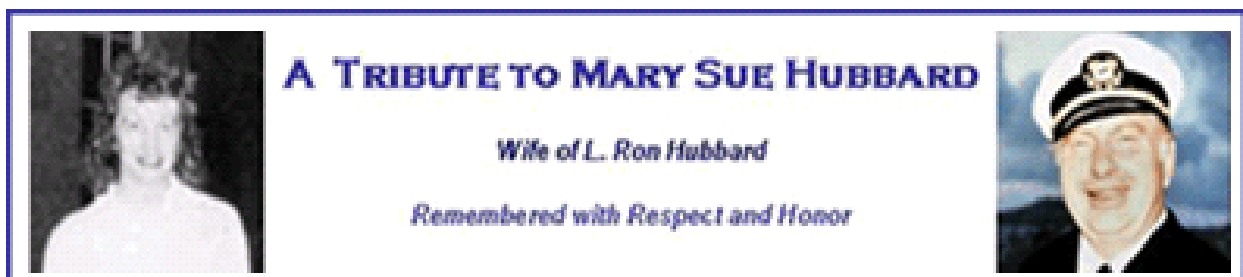 A Tribute to Mary Sue Hubbard
Wife of L. Ron Hubbard
Remembered with Respect and Honor